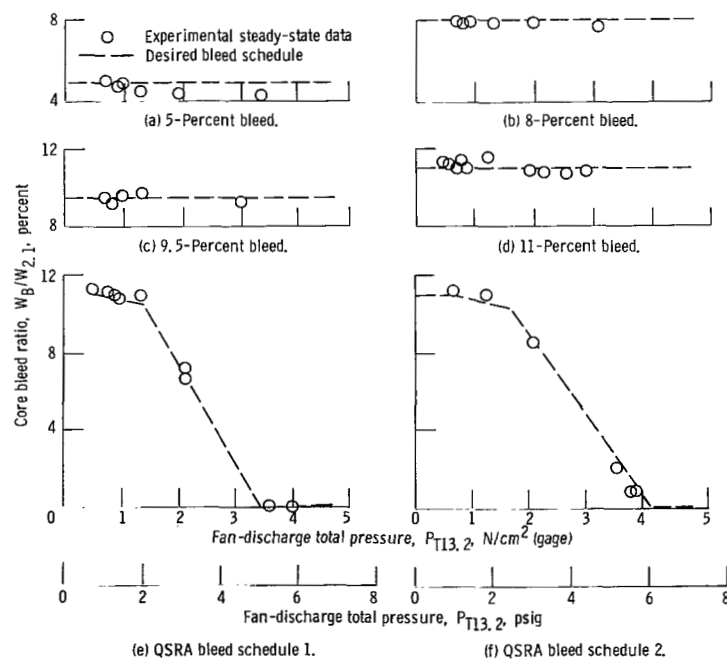 8
4
Experimental steady-state data
Desired bleed schedule
(a) 5-Percent bleed.
(b) 8-Percent bleed.
12
8
(c) 9.5-Percent bleed.
(d) 11-Percent bleed.
Core bleed ratio, W_B/W_2.1, percent
12
8
4
0
0 1 2 3 4 5
0 1 2 3 4 5
Fan-discharge total pressure, P_T13.2, N/cm² (gage)
0 2 4 6 8
0 2 4 6 8
Fan-discharge total pressure, P_T13.2, psig
(e) QSRA bleed schedule 1.
(f) QSRA bleed schedule 2.